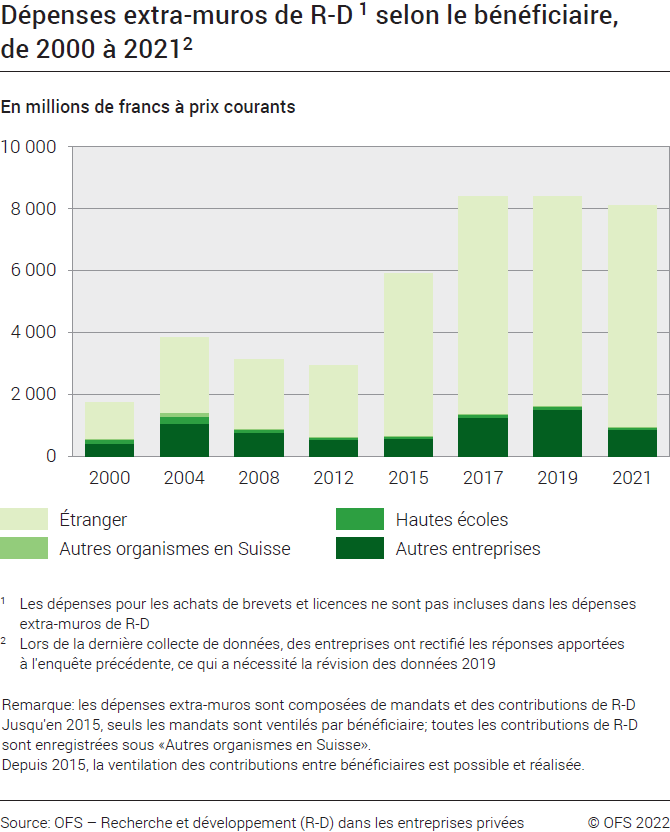 Dépenses extra-muros de R-D ¹ selon le bénéficiaire,
de 2000 à 2021²
En millions de francs à prix courants
10 000
8 000
6 000
4 000
2 000
0
2000 2004 2008 2012 2015 2017 2019 2021
Étranger
Hautes écoles
Autres organismes en Suisse
Autres entreprises
¹ Les dépenses pour les achats de brevets et licences ne sont pas incluses dans les dépenses
extra-muros de R-D
² Lors de la dernière collecte de données, des entreprises ont rectifié les réponses apportées
à l'enquête précédente, ce qui a nécessité la révision des données 2019
Remarque: les dépenses extra-muros sont composées de mandats et des contributions de R-D
Jusqu'en 2015, seuls les mandats sont ventilés par bénéficiaire; toutes les contributions de R-D
sont enregistrées sous «Autres organismes en Suisse».
Depuis 2015, la ventilation des contributions entre bénéficiaires est possible et réalisée.
Source: OFS – Recherche et développement (R-D) dans les entreprises privées © OFS 2022